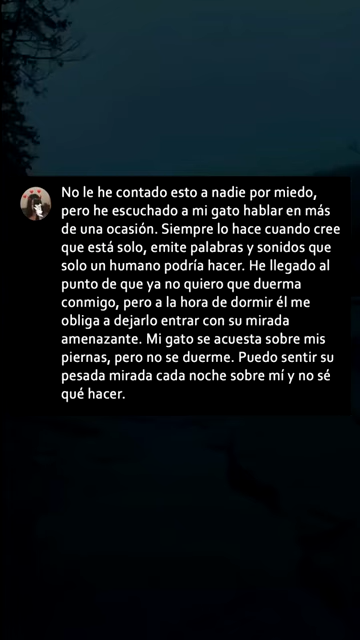 No le he contado esto a nadie por miedo,
pero he escuchado a mi gato hablar en más
de una ocasión. Siempre lo hace cuando cree
que está solo, emite palabras y sonidos que
solo un humano podría hacer. He llegado al
punto de que ya no quiero que duerma
conmigo, pero a la hora de dormir él me
obliga a dejarlo entrar con su mirada
amenazante. Mi gato se acuesta sobre mis
piernas, pero no se duerme. Puedo sentir su
pesada mirada cada noche sobre mí y no sé
qué hacer.